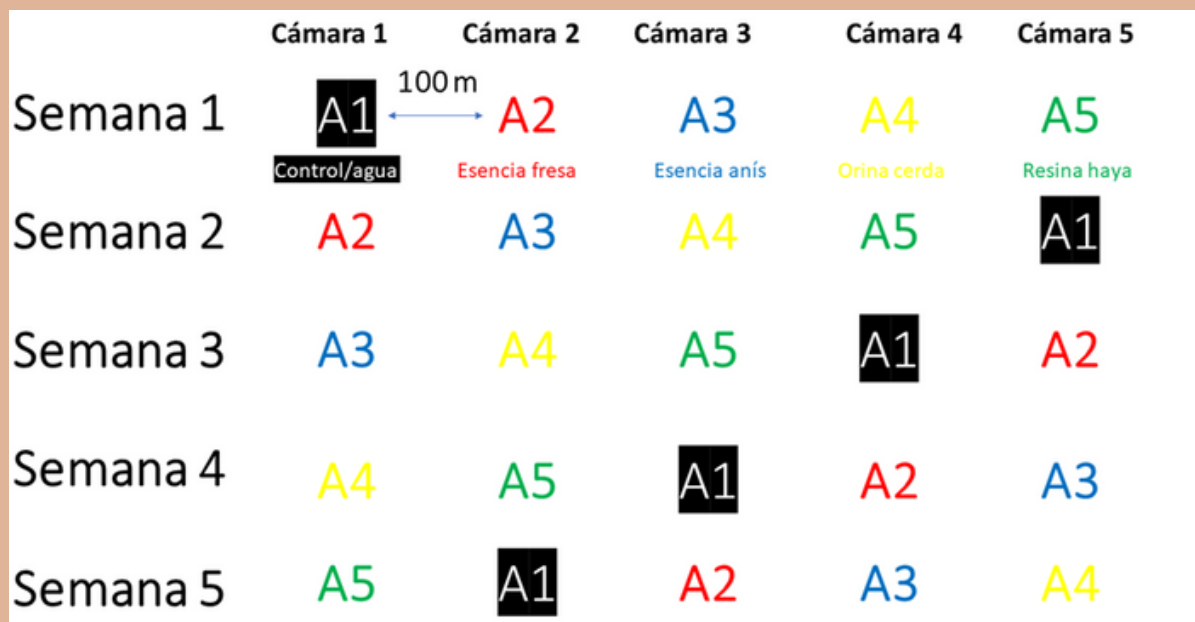 Cámara 1 Cámara 2 Cámara 3 Cámara 4 Cámara 5
100 m
Semana 1 A1 A2 A3 A4 A5
Control/agua Esencia fresa Esencia anís Orina cerda Resina haya
Semana 2 A2 A3 A4 A5 A1
Semana 3 A3 A4 A5 A1 A2
Semana 4 A4 A5 A1 A2 A3
Semana 5 A5 A1 A2 A3 A4